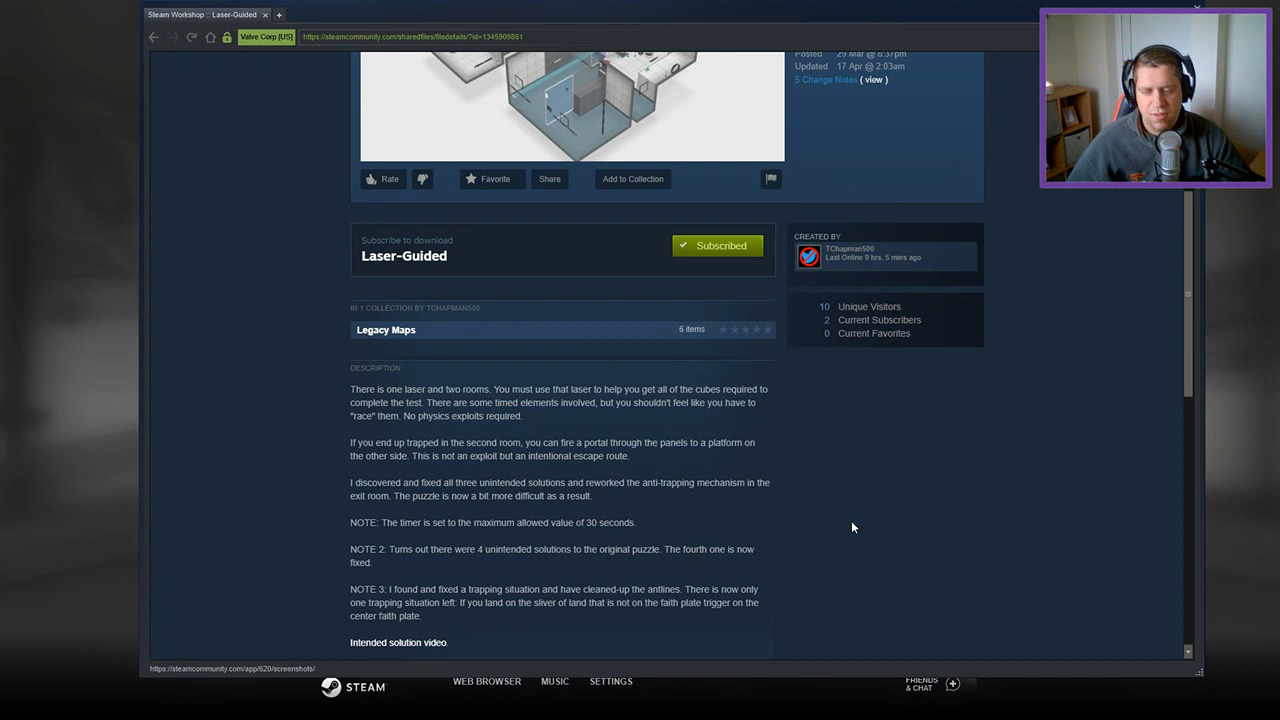 Steam Workshop :: Laser-Guided
Valve Corp [US]
https://steamcommunity.com/sharedfiles/filedetails/?id=1345909861
Posted 29 Mar @ 6:37pm
Updated 17 Apr @ 2:03am
5 Change Notes ( view )
Rate
Favorite
Share
Add to Collection
Subscribe to download
Laser-Guided
Subscribed
CREATED BY
TChapman500
Last Online 9 hrs, 5 mins ago
10 Unique Visitors
2 Current Subscribers
0 Current Favorites
IN 1 COLLECTION BY TCHAPMAN500
Legacy Maps
6 items
DESCRIPTION
There is one laser and two rooms. You must use that laser to help you get all of the cubes required to
complete the test. There are some timed elements involved, but you shouldn't feel like you have to
"race" them. No physics exploits required.
If you end up trapped in the second room, you can fire a portal through the panels to a platform on
the other side. This is not an exploit but an intentional escape route.
I discovered and fixed all three unintended solutions and reworked the anti-trapping mechanism in the
exit room. The puzzle is now a bit more difficult as a result.
NOTE: The timer is set to the maximum allowed value of 30 seconds.
NOTE 2: Turns out there were 4 unintended solutions to the original puzzle. The fourth one is now
fixed.
NOTE 3: I found and fixed a trapping situation and have cleaned-up the antlines. There is now only
one trapping situation left: If you land on the sliver of land that is not on the faith plate trigger on the
center faith plate.
Intended solution video.
https://steamcommunity.com/app/620/screenshots/
STEAM
WEB BROWSER
MUSIC
SETTINGS
FRIENDS
& CHAT